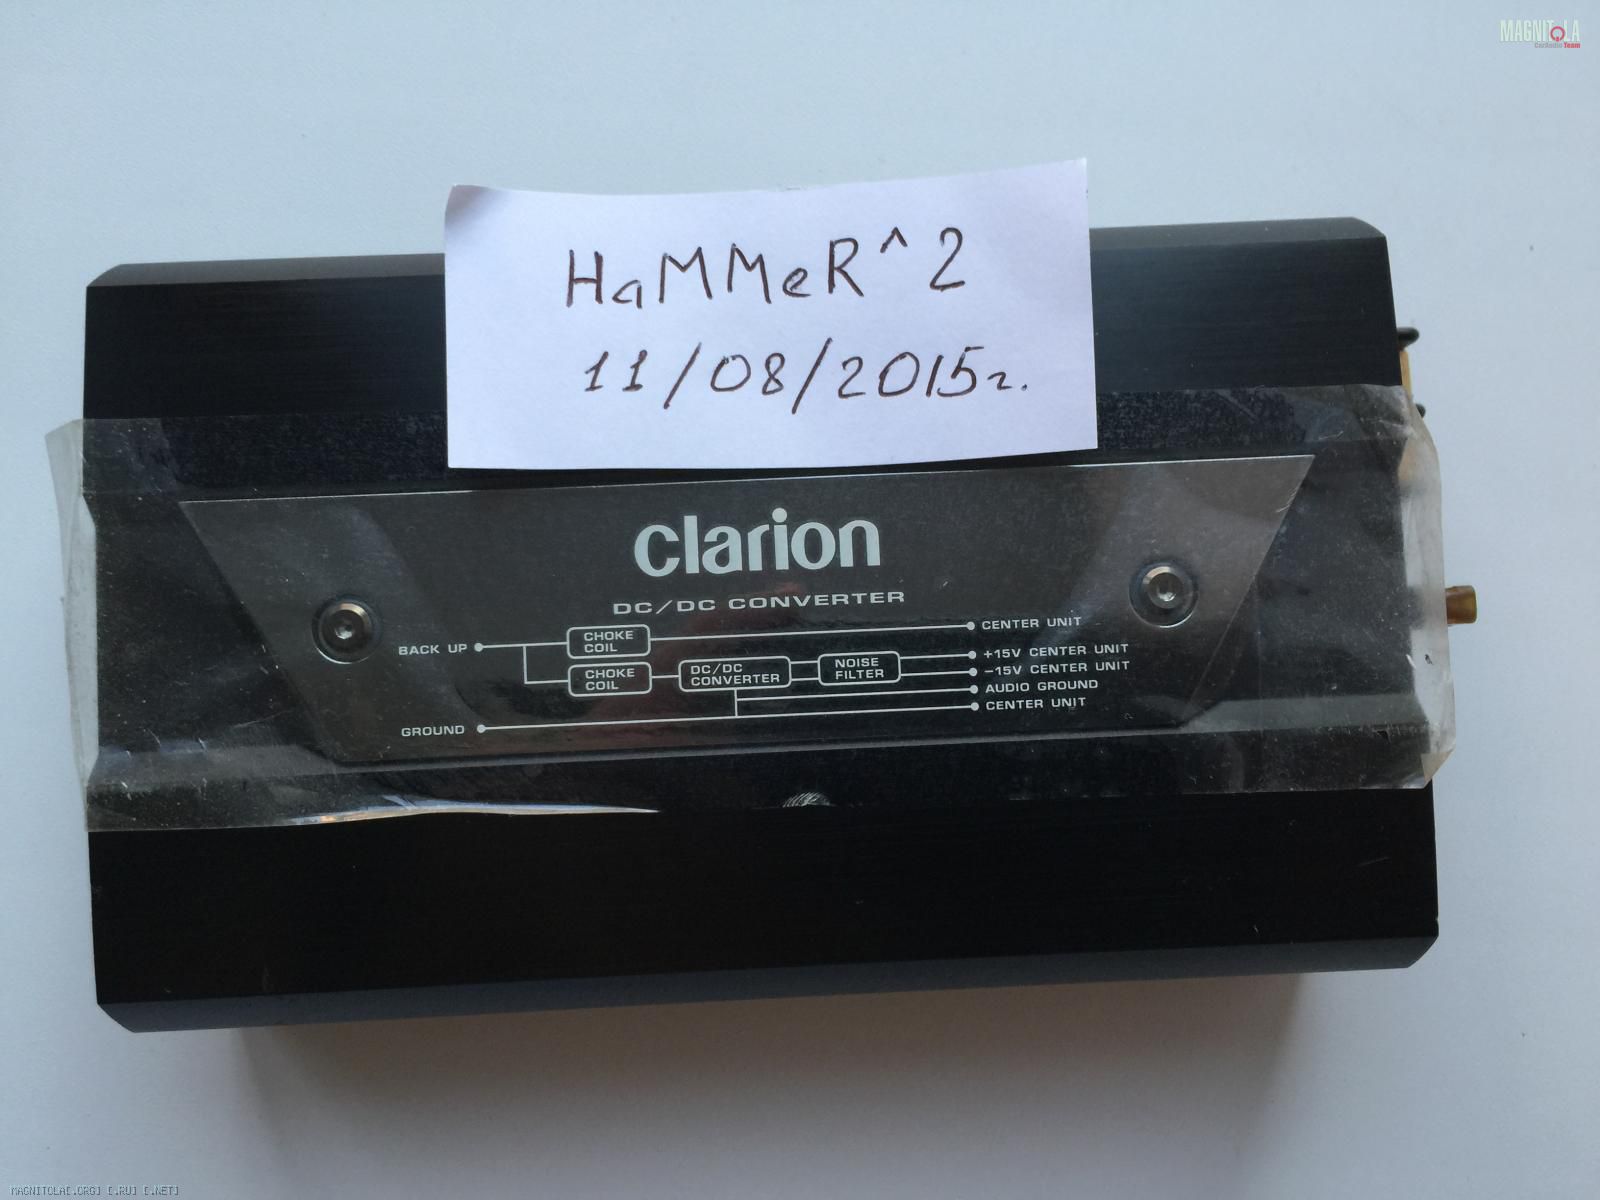 MAGNITOLA
CarAudio Team
HaMMeR^2
11/08/2015г.
clarion
DC/DC CONVERTER
BACK UP
CHOKE
COIL
CENTER UNIT
CHOKE
COIL
DC/DC
CONVERTER
NOISE
FILTER
+15V CENTER UNIT
-15V CENTER UNIT
AUDIO GROUND
CENTER UNIT
GROUND
MAGNITOLA[.ORG] [.RU] [.NET]